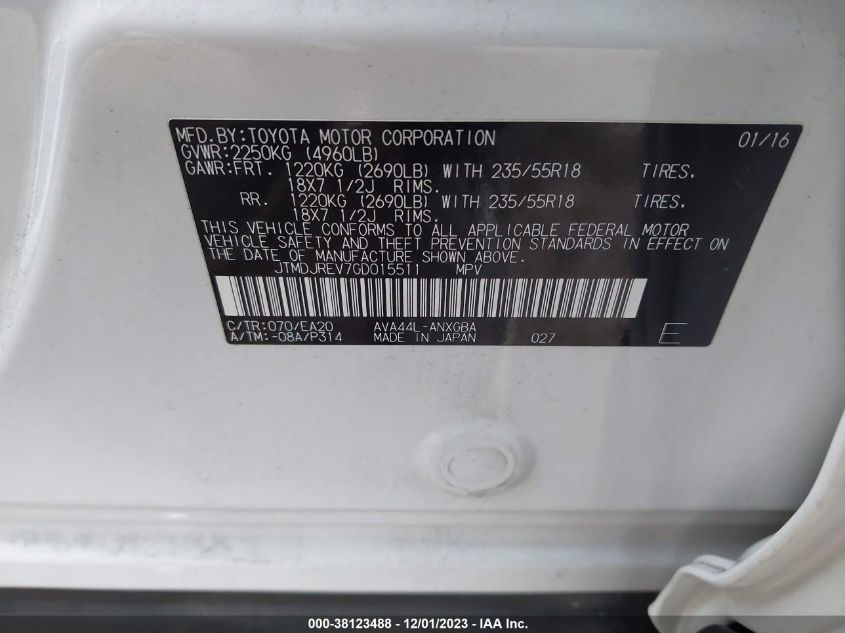 MFD.BY:TOYOTA MOTOR CORPORATION 01/16
GVWR:2250KG (4960LB)
GAWR:FRT. 1220KG (2690LB) WITH 235/55R18 TIRES.
18X7 1/2J RIMS.
RR. 1220KG (2690LB) WITH 235/55R18 TIRES.
18X7 1/2J RIMS.
THIS VEHICLE CONFORMS TO ALL APPLICABLE FEDERAL MOTOR
VEHICLE SAFETY AND THEFT PREVENTION STANDARDS IN EFFECT ON
THE DATE OF MANUFACTURE SHOWN ABOVE.
JTMDJREV7GD015511 MPV
C/TR:070/EA20 AVA44L-ANXGBA
A/TM:-08A/P314 MADE IN JAPAN 027 E
000-38123488 - 12/01/2023 - IAA Inc.